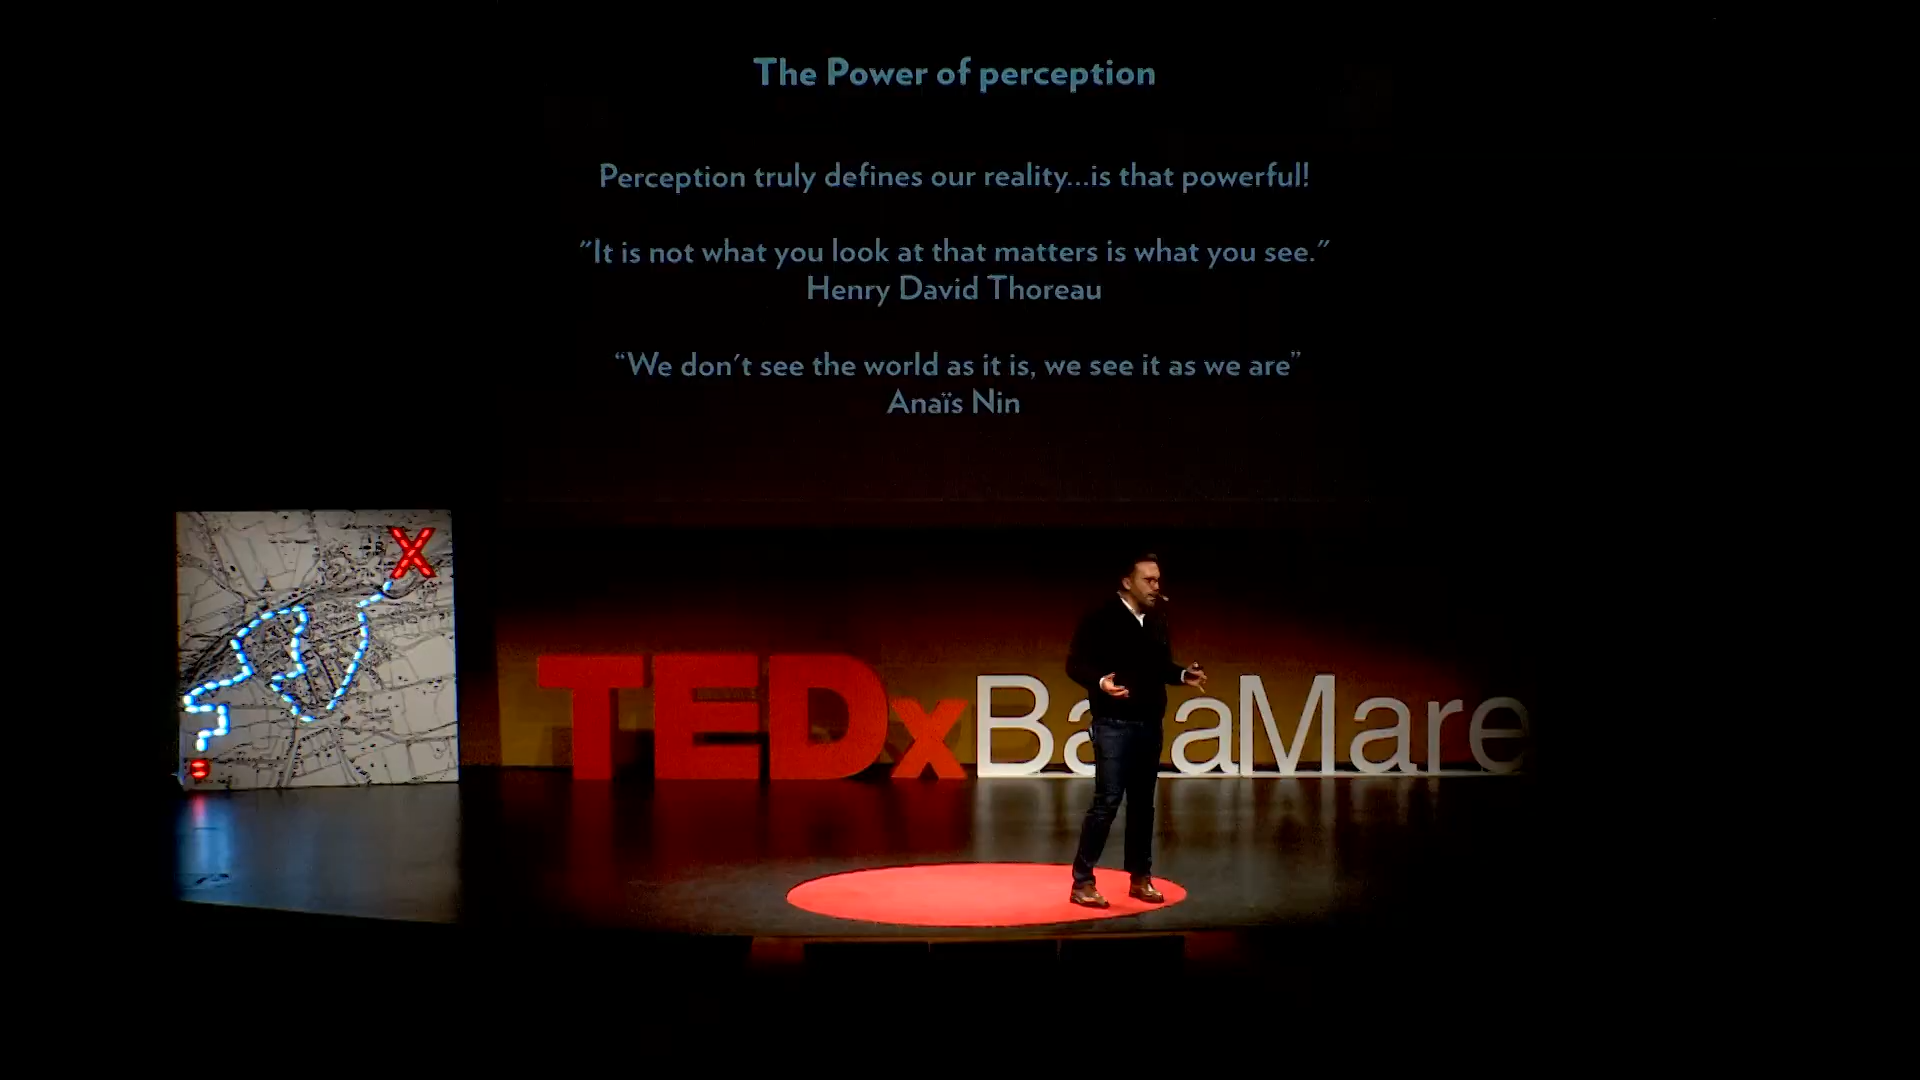 The Power of perception
Perception truly defines our reality...is that powerful!
"It is not what you look at that matters is what you see."
Henry David Thoreau
“We don't see the world as it is, we see it as we are”
Anaïs Nin
X
TEDxBaiaMare